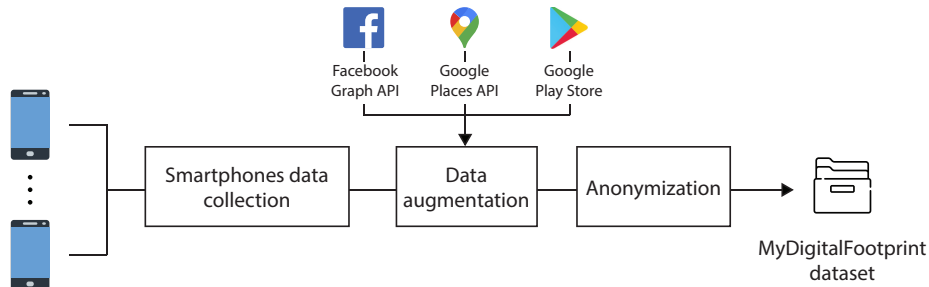 Facebook
Graph API
Google
Places API
Google
Play Store
Smartphones data
collection
Data
augmentation
Anonymization
MyDigitalFootprint
dataset